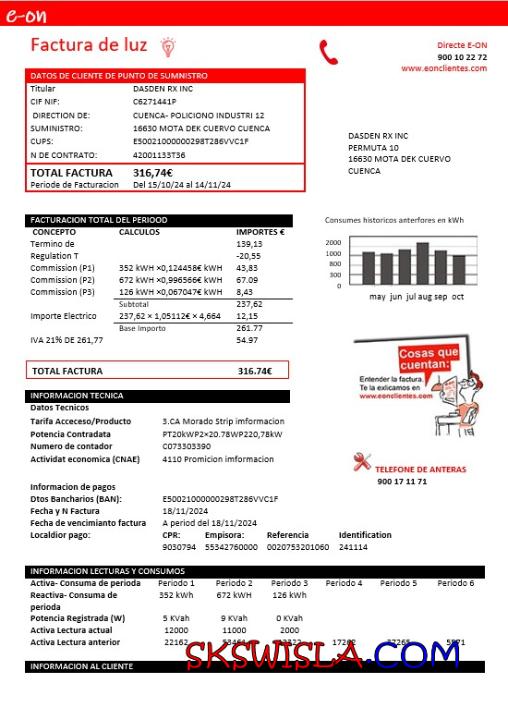 e-on
Factura de luz
Directe E-ON
900 10 22 72
www.eonclientes.com
DATOS DE CLIENTE DE PUNTO DE SUMNISTRO
Titular DASDEN RX INC
CIF NIF: C6271441P
DIRECTION DE: CUENCA- POLICIONO INDUSTRI 12
SUMINISTRO: 16630 MOTA DEK CUERVO CUENCA
CUPS: E50021000000298T286VVC1F
N DE CONTRATO: 42001133T36
TOTAL FACTURA 316,74€
Periode de Facturacion Del 15/10/24 al 14/11/24
DASDEN RX INC
PERMUTA 10
16630 MOTA DEK CUERVO
CUENCA
FACTURACION TOTAL DEL PERIOOD
CONCEPTO CALCULOS IMPORTES €
Termino de 139,13
Regulation T -20,55
Commission (P1) 352 kWH ×0,124458€ kWH 43,83
Commission (P2) 672 kWH ×0,996566€ kWH 67.09
Commission (P3) 126 kWH ×0,067047€ kWH 8,43
Subtotal 237,62
Importe Electrico 237,62 × 1,05112€ × 4,664 12,15
Base Importo 261.77
IVA 21% DE 261,77 54.97
TOTAL FACTURA 316.74€
Consumes historicos anterfores en kWh
2000
1000
800
300
0
may jun jul aug sep oct
Cosas que
cuentan:
Entender la factura.
Te la exlicamos en
www.eonclientes.com
INFORMACION TECNICA
Datos Tecnicos
Tarifa Acceceso/Producto 3.CA Morado Strip imformacion
Potencia Contradata PT20kWP2×20.78WP220,78kW
Numero de contador C073303390
Actividat economica (CNAE) 4110 Promicion imformacion
TELEFONE DE ANTERAS
900 17 11 71
Informacion de pagos
Dtos Bancharios (BAN): E50021000000298T286VVC1F
Fecha y N Factura 18/11/2024
Fecha de vencimianto factura A period del 18/11/2024
Localdior pago: CPR: Empisora: Referencia Identification
9030794 55342760000 0020753201060 241114
INFORMACION LECTURAS Y CONSUMOS
Activa- Consuma de perioda Periodo 1 Periodo 2 Periodo 3 Periodo 4 Periodo 5 Periodo 6
Reactiva- Consuma de 352 kWh 672 kWH 126 kWH
perioda
Potencia Registrada (W) 5 KVah 9 KVah 0 KVah
Activa Lectura actual 12000 11000 2000
Activa Lectura anterior 22162
SKSWISLA.COM
INFORMACION AL CLIENTE